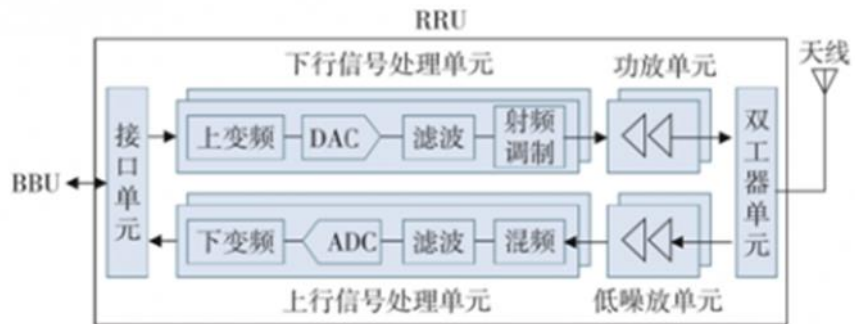 RRU
下行信号处理单元
功放单元
天线
接口单元
上变频
DAC
滤波
射频
调制
双工器单元
BBU
下变频
ADC
滤波
混频
上行信号处理单元
低噪放单元